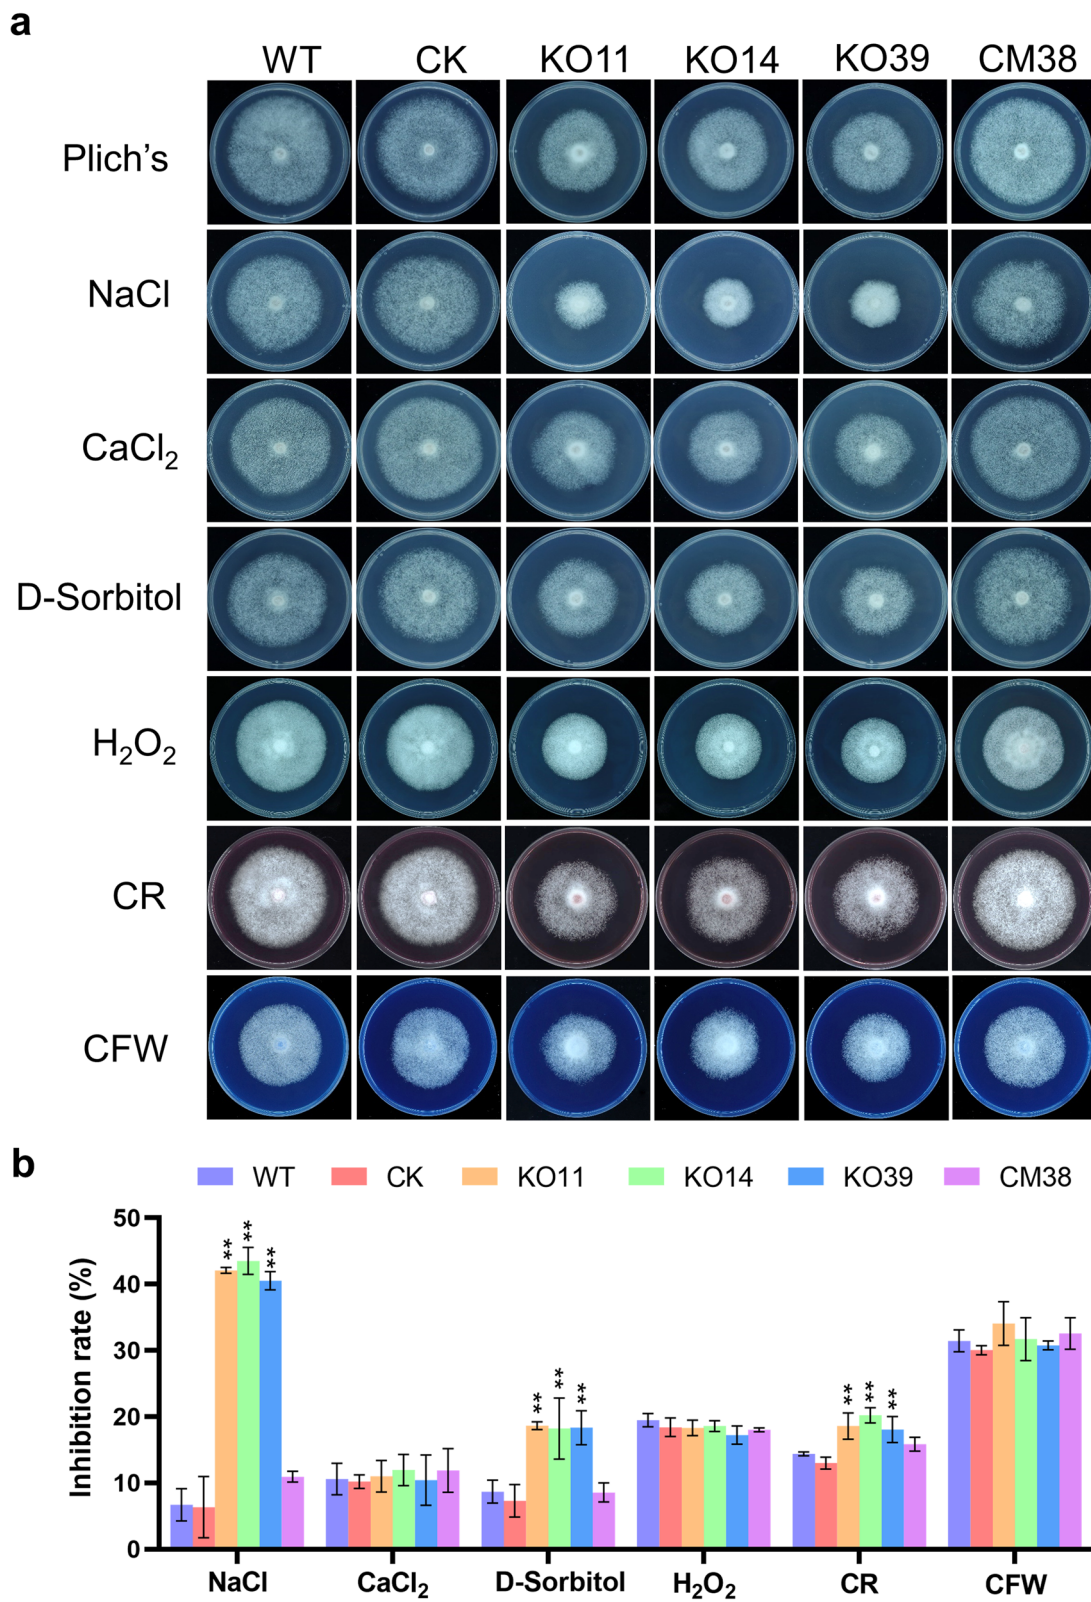 a
WT CK KO11 KO14 KO39 CM38
Plich's
NaCl
CaCl₂
D-Sorbitol
H₂O₂
CR
CFW
b
WT CK KO11 KO14 KO39 CM38
Inhibition rate (%)
50
40
30
20
10
0
** ** **
** ** **
** ** **
NaCl CaCl₂ D-Sorbitol H₂O₂ CR CFW